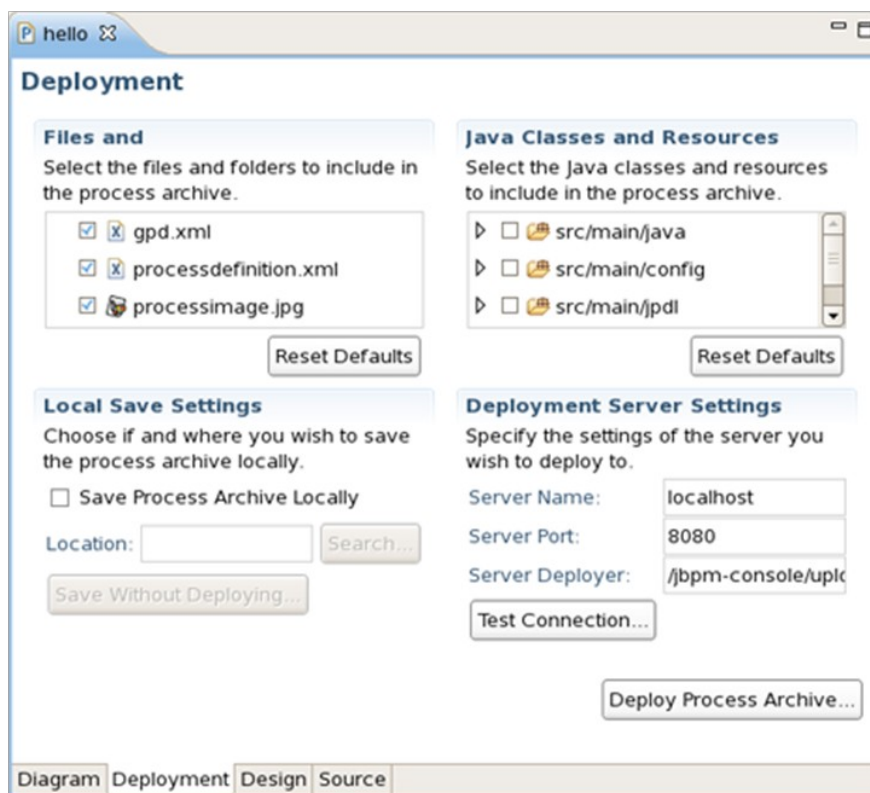 hello
Deployment
Files and
Select the files and folders to include in
the process archive.
gpd.xml
processdefinition.xml
processimage.jpg
Reset Defaults
Java Classes and Resources
Select the Java classes and resources
to include in the process archive.
src/main/java
src/main/config
src/main/jpdl
Reset Defaults
Local Save Settings
Choose if and where you wish to save
the process archive locally.
Save Process Archive Locally
Location:
Search...
Save Without Deploying...
Deployment Server Settings
Specify the settings of the server you
wish to deploy to.
Server Name: localhost
Server Port: 8080
Server Deployer: /jbpm-console/uplo
Test Connection...
Deploy Process Archive...
Diagram Deployment Design Source